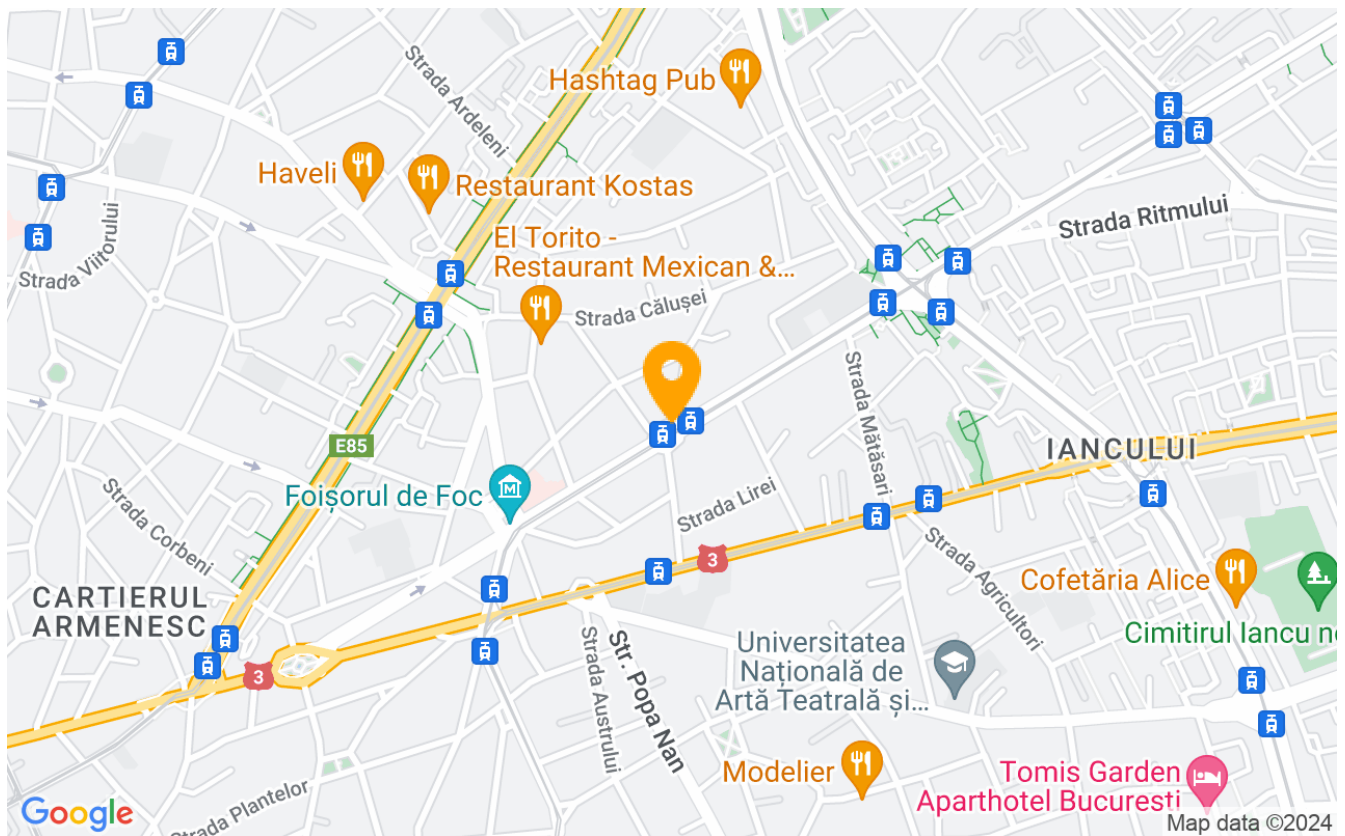 Strada Ardeleni
Hashtag Pub
Haveli
Restaurant Kostas
Strada Viitorului
El Torito -
Restaurant Mexican &...
Strada Ritmului
Strada Călușei
E85
Strada Mătăsari
IANCULUI
Foișorul de Foc
M
Strada Corbeni
Strada Lirei
3
Strada Agricultori
CARTIERUL
ARMENESC
Cofetăria Alice
Cimitirul Iancu no
3
Strada Austrului
Str. Popa Nan
Universitatea
Națională de
Artă Teatrală și...
Modelier
Tomis Garden
Aparthotel Bucuresti
Strada Plantelor
Google
Map data ©2024